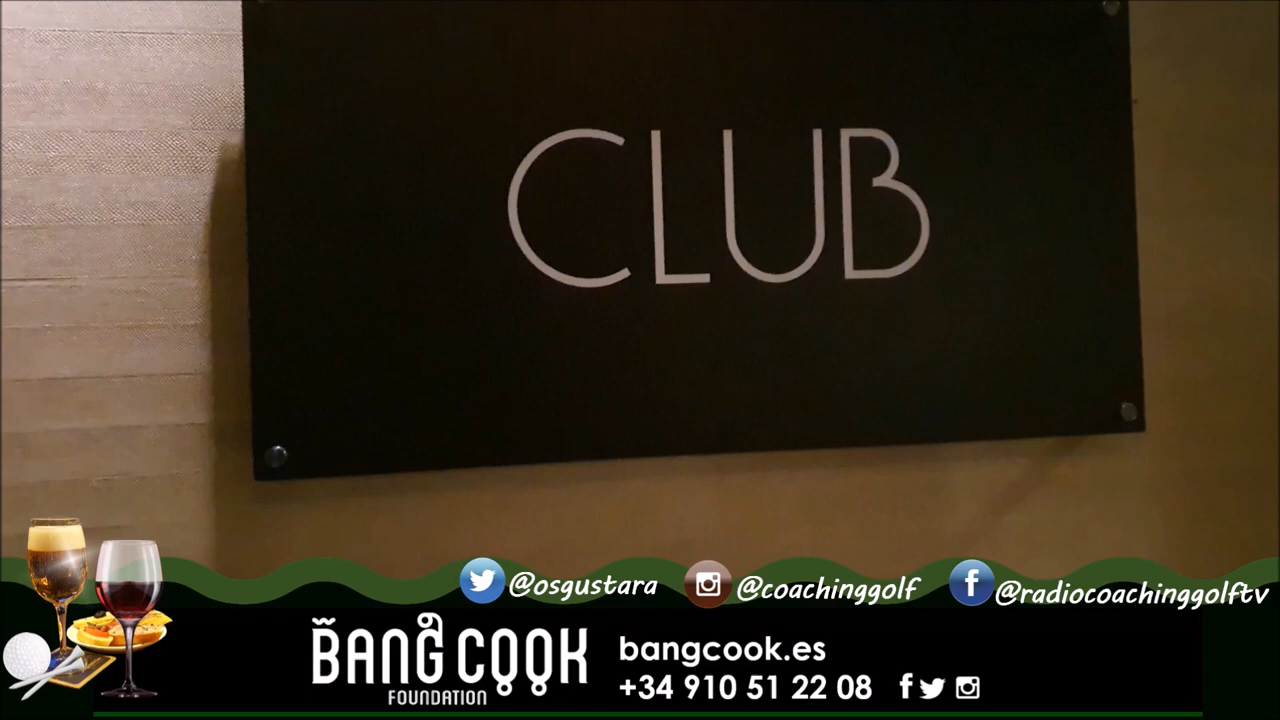 CLUB
@osgustara @coachinggolf @radiocoachinggolftv
BANG COOK
FOUNDATION
bangcook.es
+34 910 51 22 08